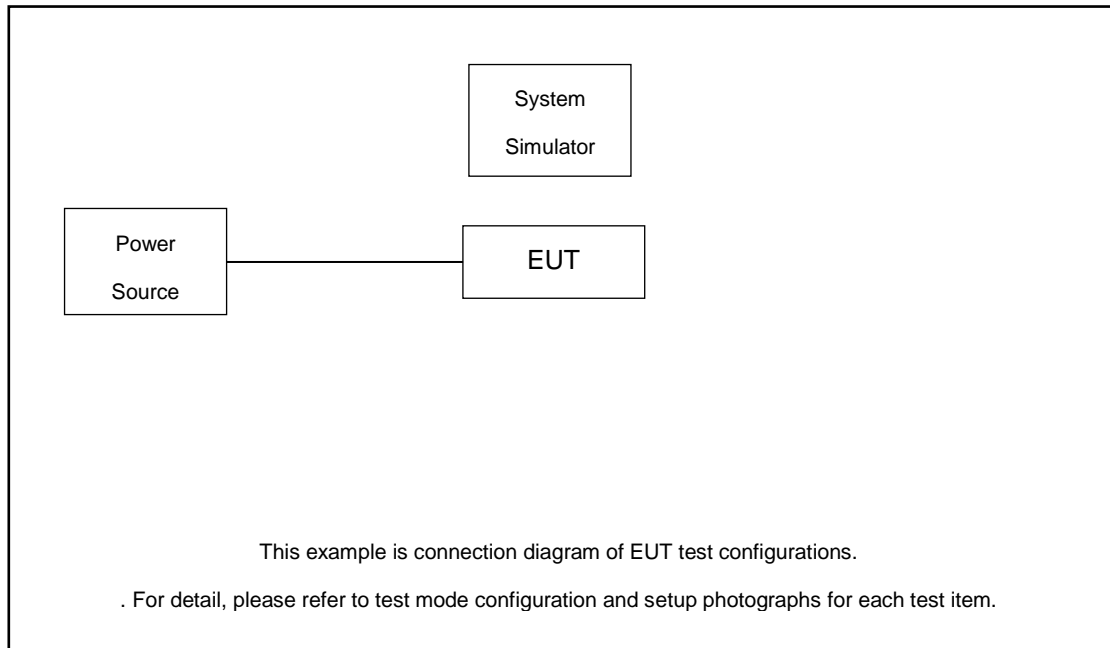 System
Simulator
Power
Source
EUT
This example is connection diagram of EUT test configurations.
. For detail, please refer to test mode configuration and setup photographs for each test item.